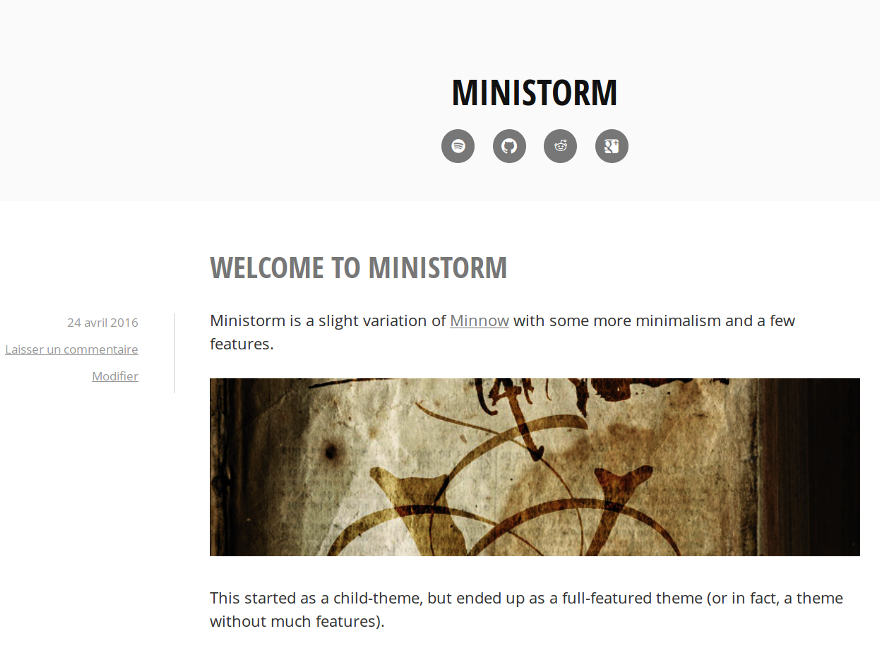 MINISTORM
WELCOME TO MINISTORM
24 avril 2016
Laisser un commentaire
Modifier
Ministorm is a slight variation of Minnow with some more minimalism and a few
features.
This started as a child-theme, but ended up as a full-featured theme (or in fact, a theme
without much features).